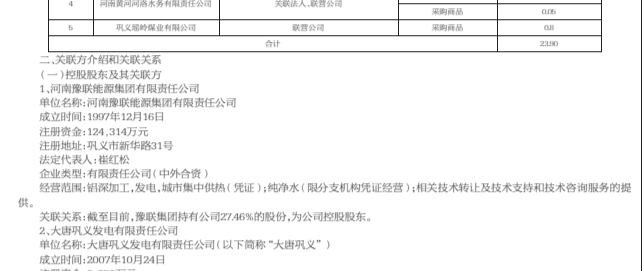 4 河南黄河河洛水务有限责任公司 关联法人、联营公司
采购商品 0.05
5 巩义瑶岭煤业有限公司 联营公司 采购商品 0.8
合计 23.90
二、关联方介绍和关联关系
(一)控股股东及其关联方
1、河南豫联能源集团有限责任公司
单位名称:河南豫联能源集团有限责任公司
成立时间:1997年12月16日
注册资金:124,314万元
注册地址:巩义市新华路31号
法定代表人:崔红松
企业类型:有限责任公司(中外合资)
经营范围:铝深加工,发电,城市集中供热(凭证);纯净水(限分支机构凭证经营);相关技术转让及技术支持和技术咨询服务的提
供。
关联关系:截至目前,豫联集团持有公司27.46%的股份,为公司控股股东。
2、大唐巩义发电有限责任公司
单位名称:大唐巩义发电有限责任公司(以下简称“大唐巩义”)
成立时间:2007年10月24日